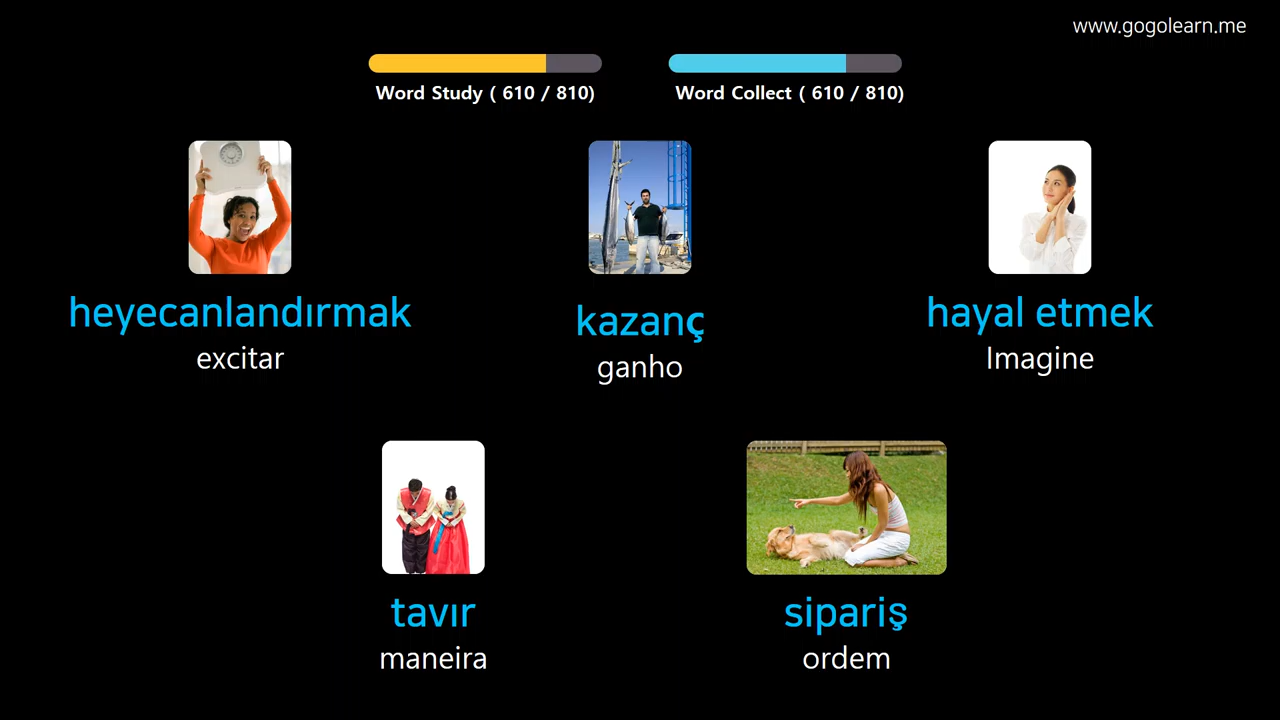 www.gogolearn.me
Word Study ( 610 / 810)
Word Collect ( 610 / 810)
heyecanlandırmak
excitar
kazanç
ganho
hayal etmek
Imagine
tavır
maneira
sipariş
ordem